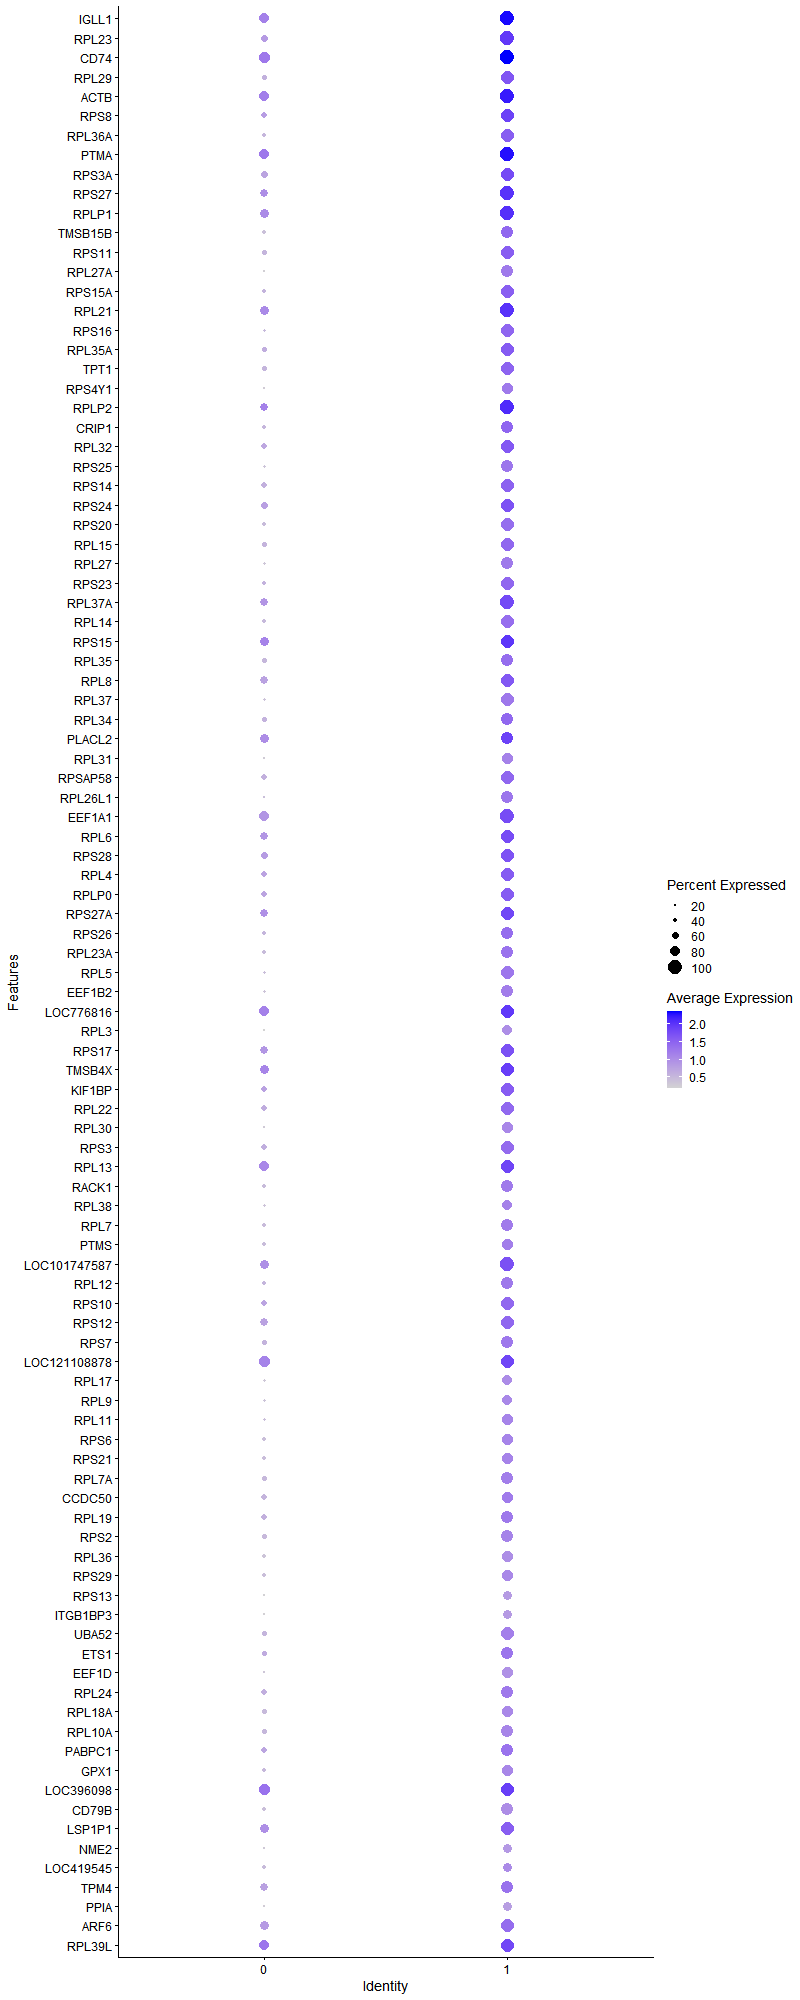 IGLL1
RPL23
CD74
RPL29
ACTB
RPS8
RPL36A
PTMA
RPS3A
RPS27
RPLP1
TMSB15B
RPS11
RPL27A
RPS15A
RPL21
RPS16
RPL35A
TPT1
RPS4Y1
RPLP2
CRIP1
RPL32
RPS25
RPS14
RPS24
RPS20
RPL15
RPL27
RPS23
RPL37A
RPL14
RPS15
RPL35
RPL8
RPL37
RPL34
PLACL2
RPL31
RPSAP58
RPL26L1
EEF1A1
RPL6
RPS28
RPL4
RPLP0
RPS27A
RPS26
RPL23A
RPL5
EEF1B2
LOC776816
RPL3
RPS17
TMSB4X
KIF1BP
RPL22
RPL30
RPS3
RPL13
RACK1
RPL38
RPL7
PTMS
LOC101747587
RPL12
RPS10
RPS12
RPS7
LOC121108878
RPL17
RPL9
RPL11
RPS6
RPS21
RPL7A
CCDC50
RPL19
RPS2
RPL36
RPS29
RPS13
ITGB1BP3
UBA52
ETS1
EEF1D
RPL24
RPL18A
RPL10A
PABPC1
GPX1
LOC396098
CD79B
LSP1P1
NME2
LOC419545
TPM4
PPIA
ARF6
RPL39L
Features
0 1
Identity
Percent Expressed
20
40
60
80
100
Average Expression
2.0
1.5
1.0
0.5